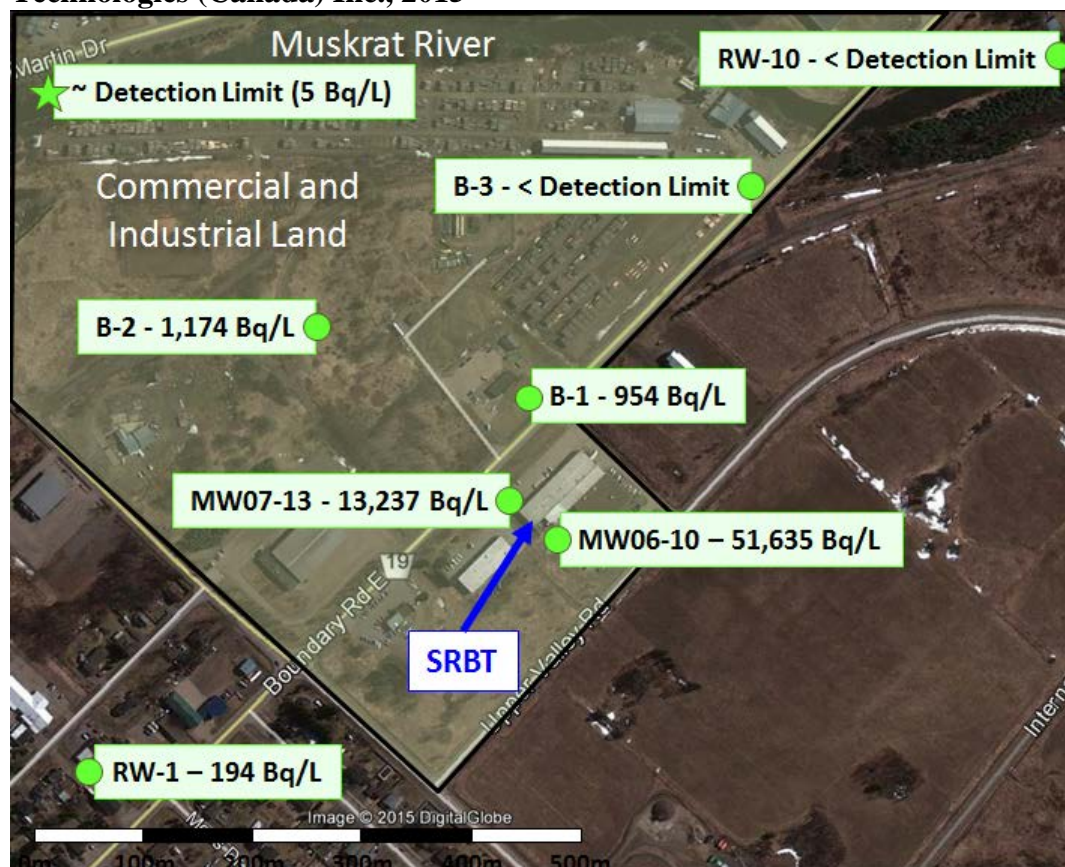 Technologies (Canada) Inc., 2015
Muskrat River
Martin Dr
RW-10 - < Detection Limit
~ Detection Limit (5 Bq/L)
B-3 - < Detection Limit
Commercial and
Industrial Land
B-2 - 1,174 Bq/L
B-1 - 954 Bq/L
MW07-13 - 13,237 Bq/L
MW06-10 – 51,635 Bq/L
19
Boundary Rd E
SRBT
Upper Valley Rd
RW-1 – 194 Bq/L
Image © 2015 DigitalGlobe
100m
200m
300m
400m
500m